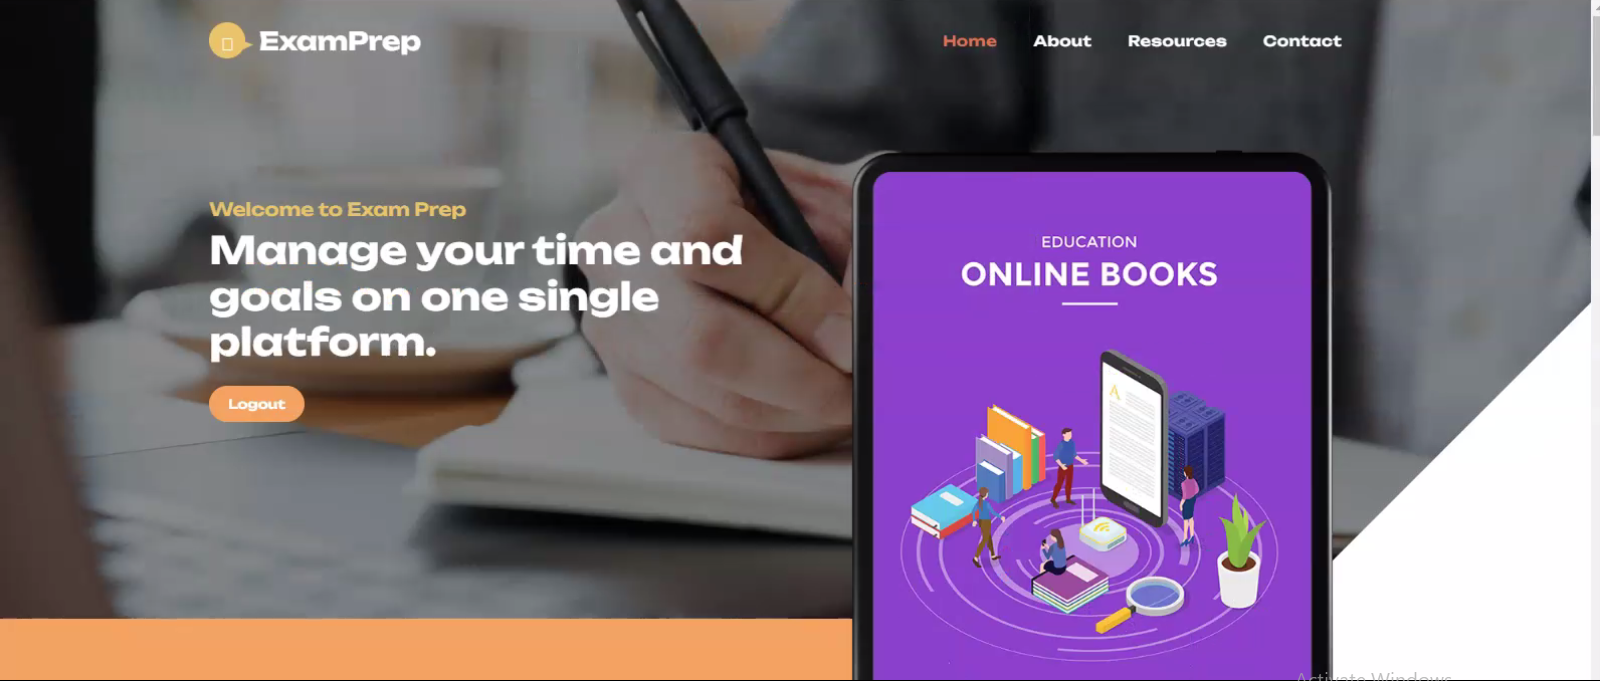 ExamPrep
Home
About
Resources
Contact
Welcome to Exam Prep
Manage your time and
goals on one single
platform.
Logout
EDUCATION
ONLINE BOOKS
A
Activate Windows